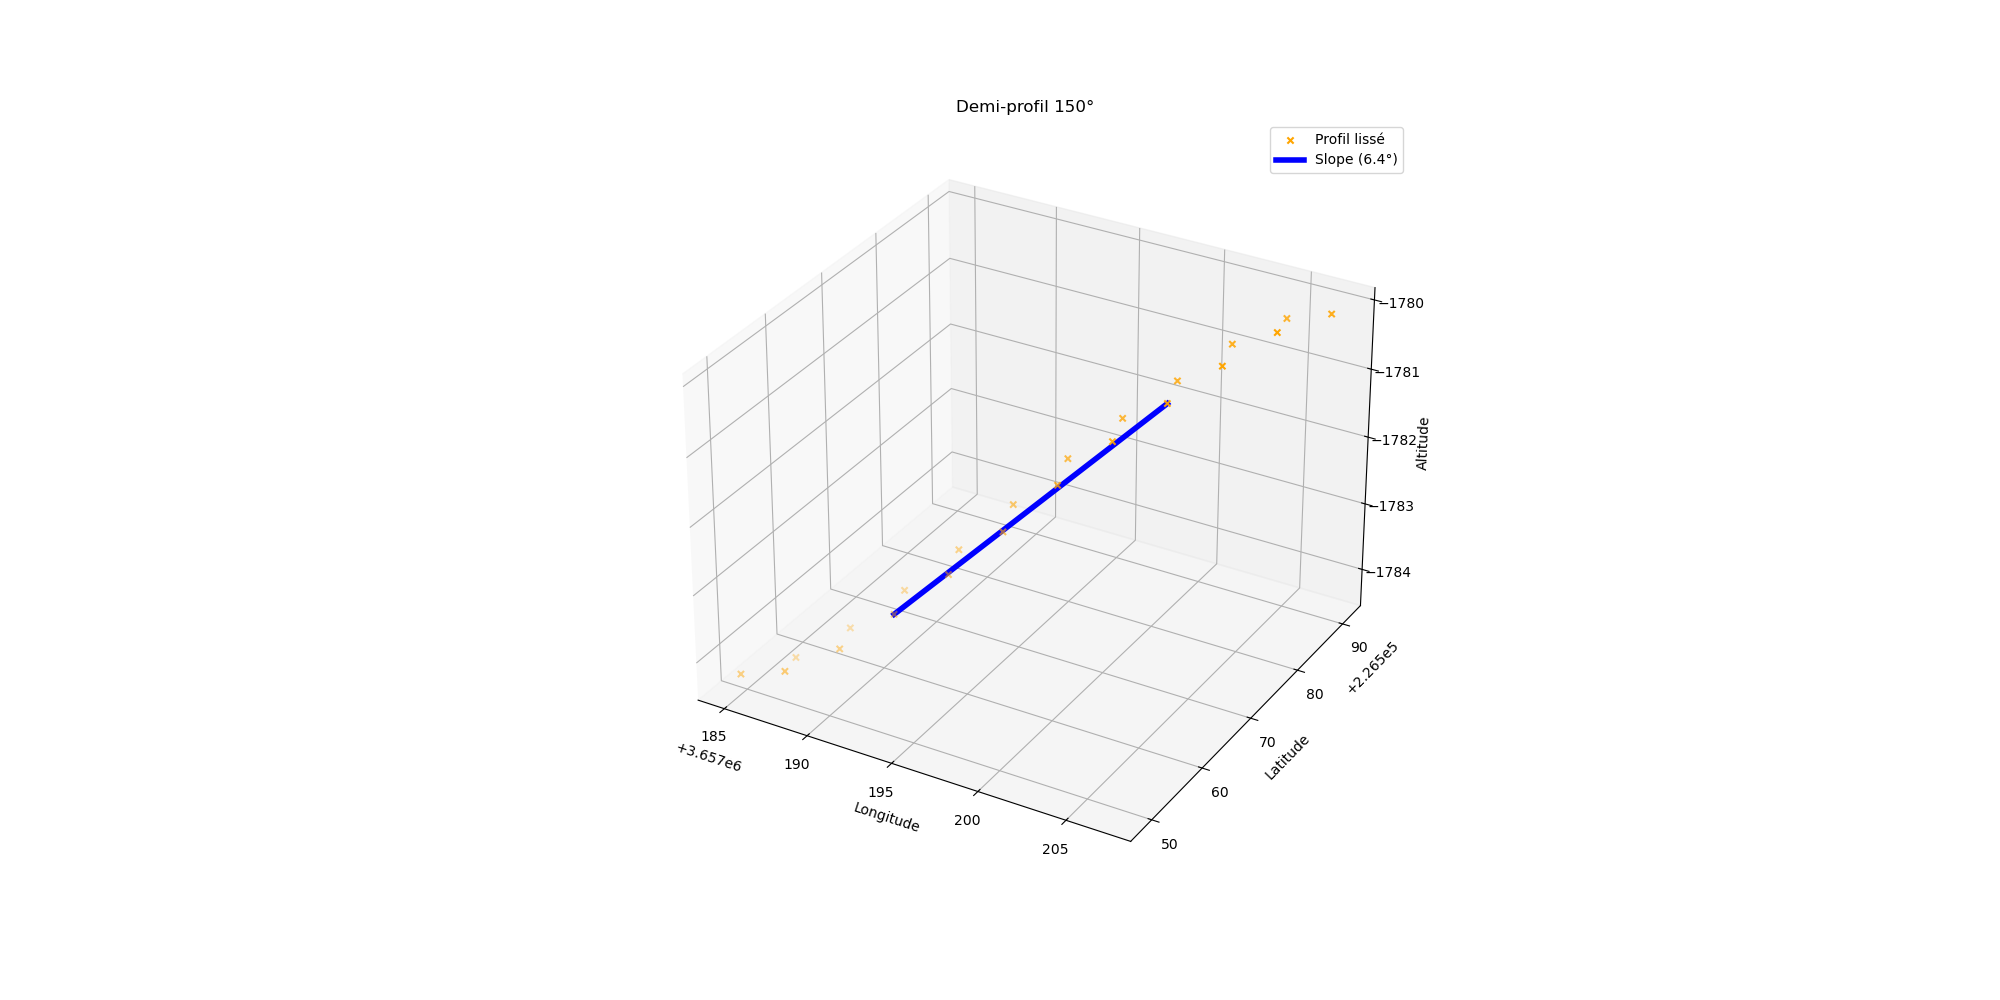 Demi-profil 150°
Profil lissé
Slope (6.4°)
−1780
−1781
−1782
−1783
−1784
Altitude
90
80
70
60
50
+2.265e5
Latitude
185
190
195
200
205
+3.657e6
Longitude